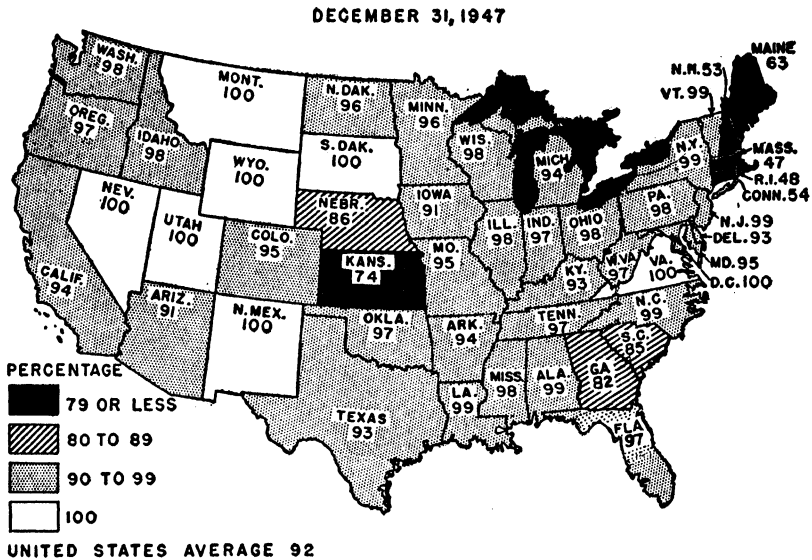 DECEMBER 31, 1947
WASH.
98
OREG.
97
IDAHO.
98
MONT.
100
N. DAK.
96
MINN.
96
WIS.
98
MICH
94
N.M. 53
VT. 99
MAINE
63
N.Y.
99
MASS.
47
R.I. 48
CONN. 54
S. DAK.
100
WYO.
100
NEV.
100
UTAH
100
COLO.
95
NEBR.
86
IOWA
91
ILL.
98
IND.
97
OHIO
98
PA.
98
N.J. 99
DEL. 93
MD. 95
D.C. 100
CALIF.
94
ARIZ.
91
N. MEX.
100
KANS.
74
MO.
95
KY.
93
W. VA
97
VA.
100
OKLA.
97
ARK.
94
TENN.
97
N.C.
99
S.C.
85
TEXAS
93
LA.
99
MISS.
98
ALA.
99
GA
82
FLA
97
PERCENTAGE
79 OR LESS
80 TO 89
90 TO 99
100
UNITED STATES AVERAGE 92